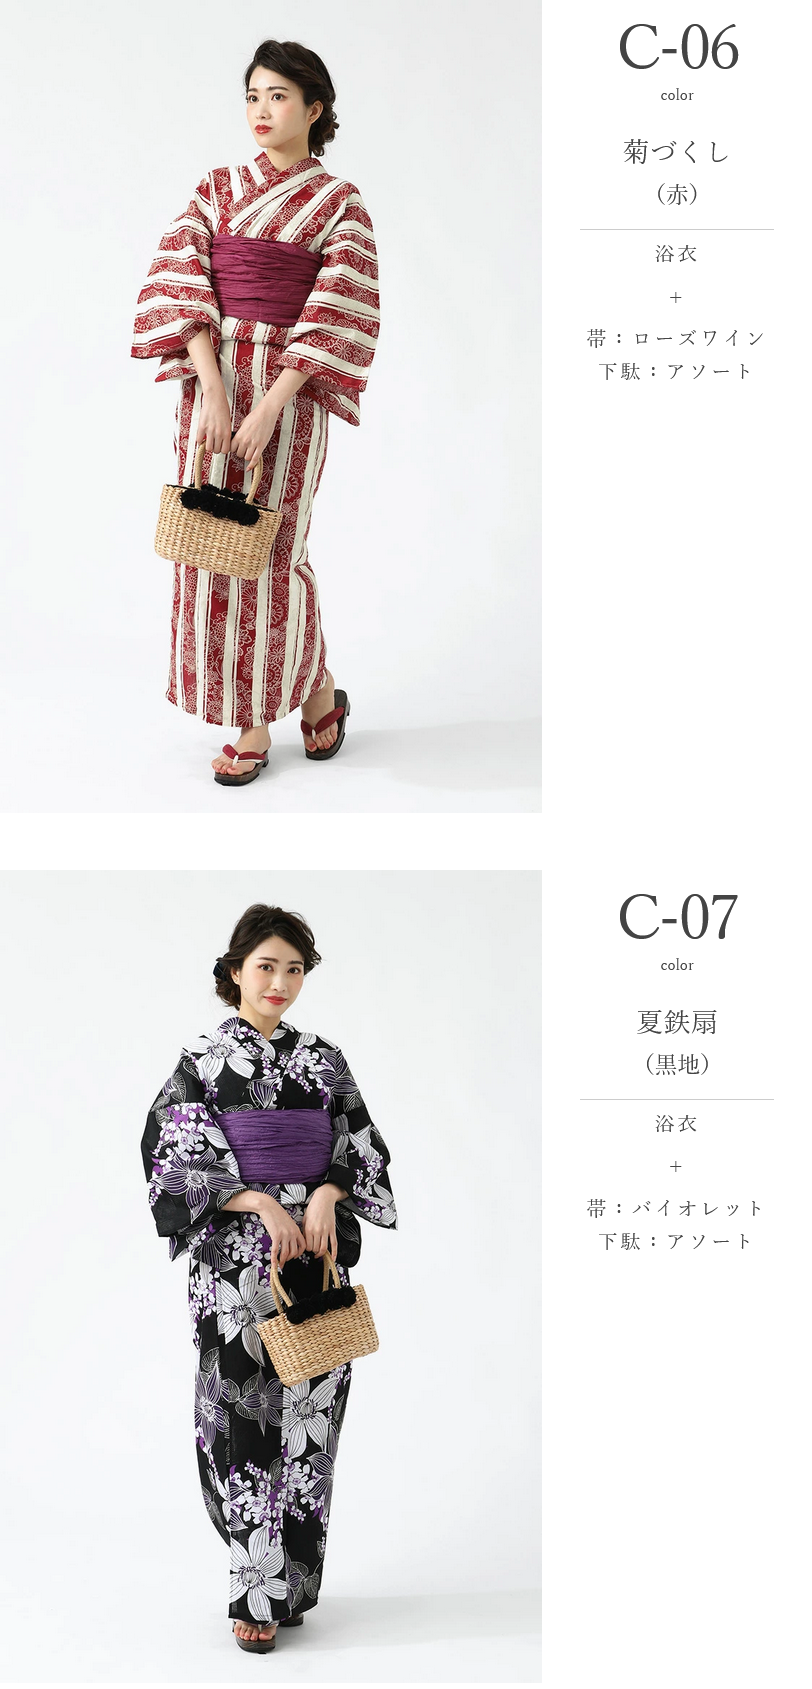 C-06
color
菊づくし
（赤）
浴衣
+
帯：ローズワイン
下駄：アソート
C-07
color
夏鉄扇
（黒地）
浴衣
+
帯：バイオレット
下駄：アソート